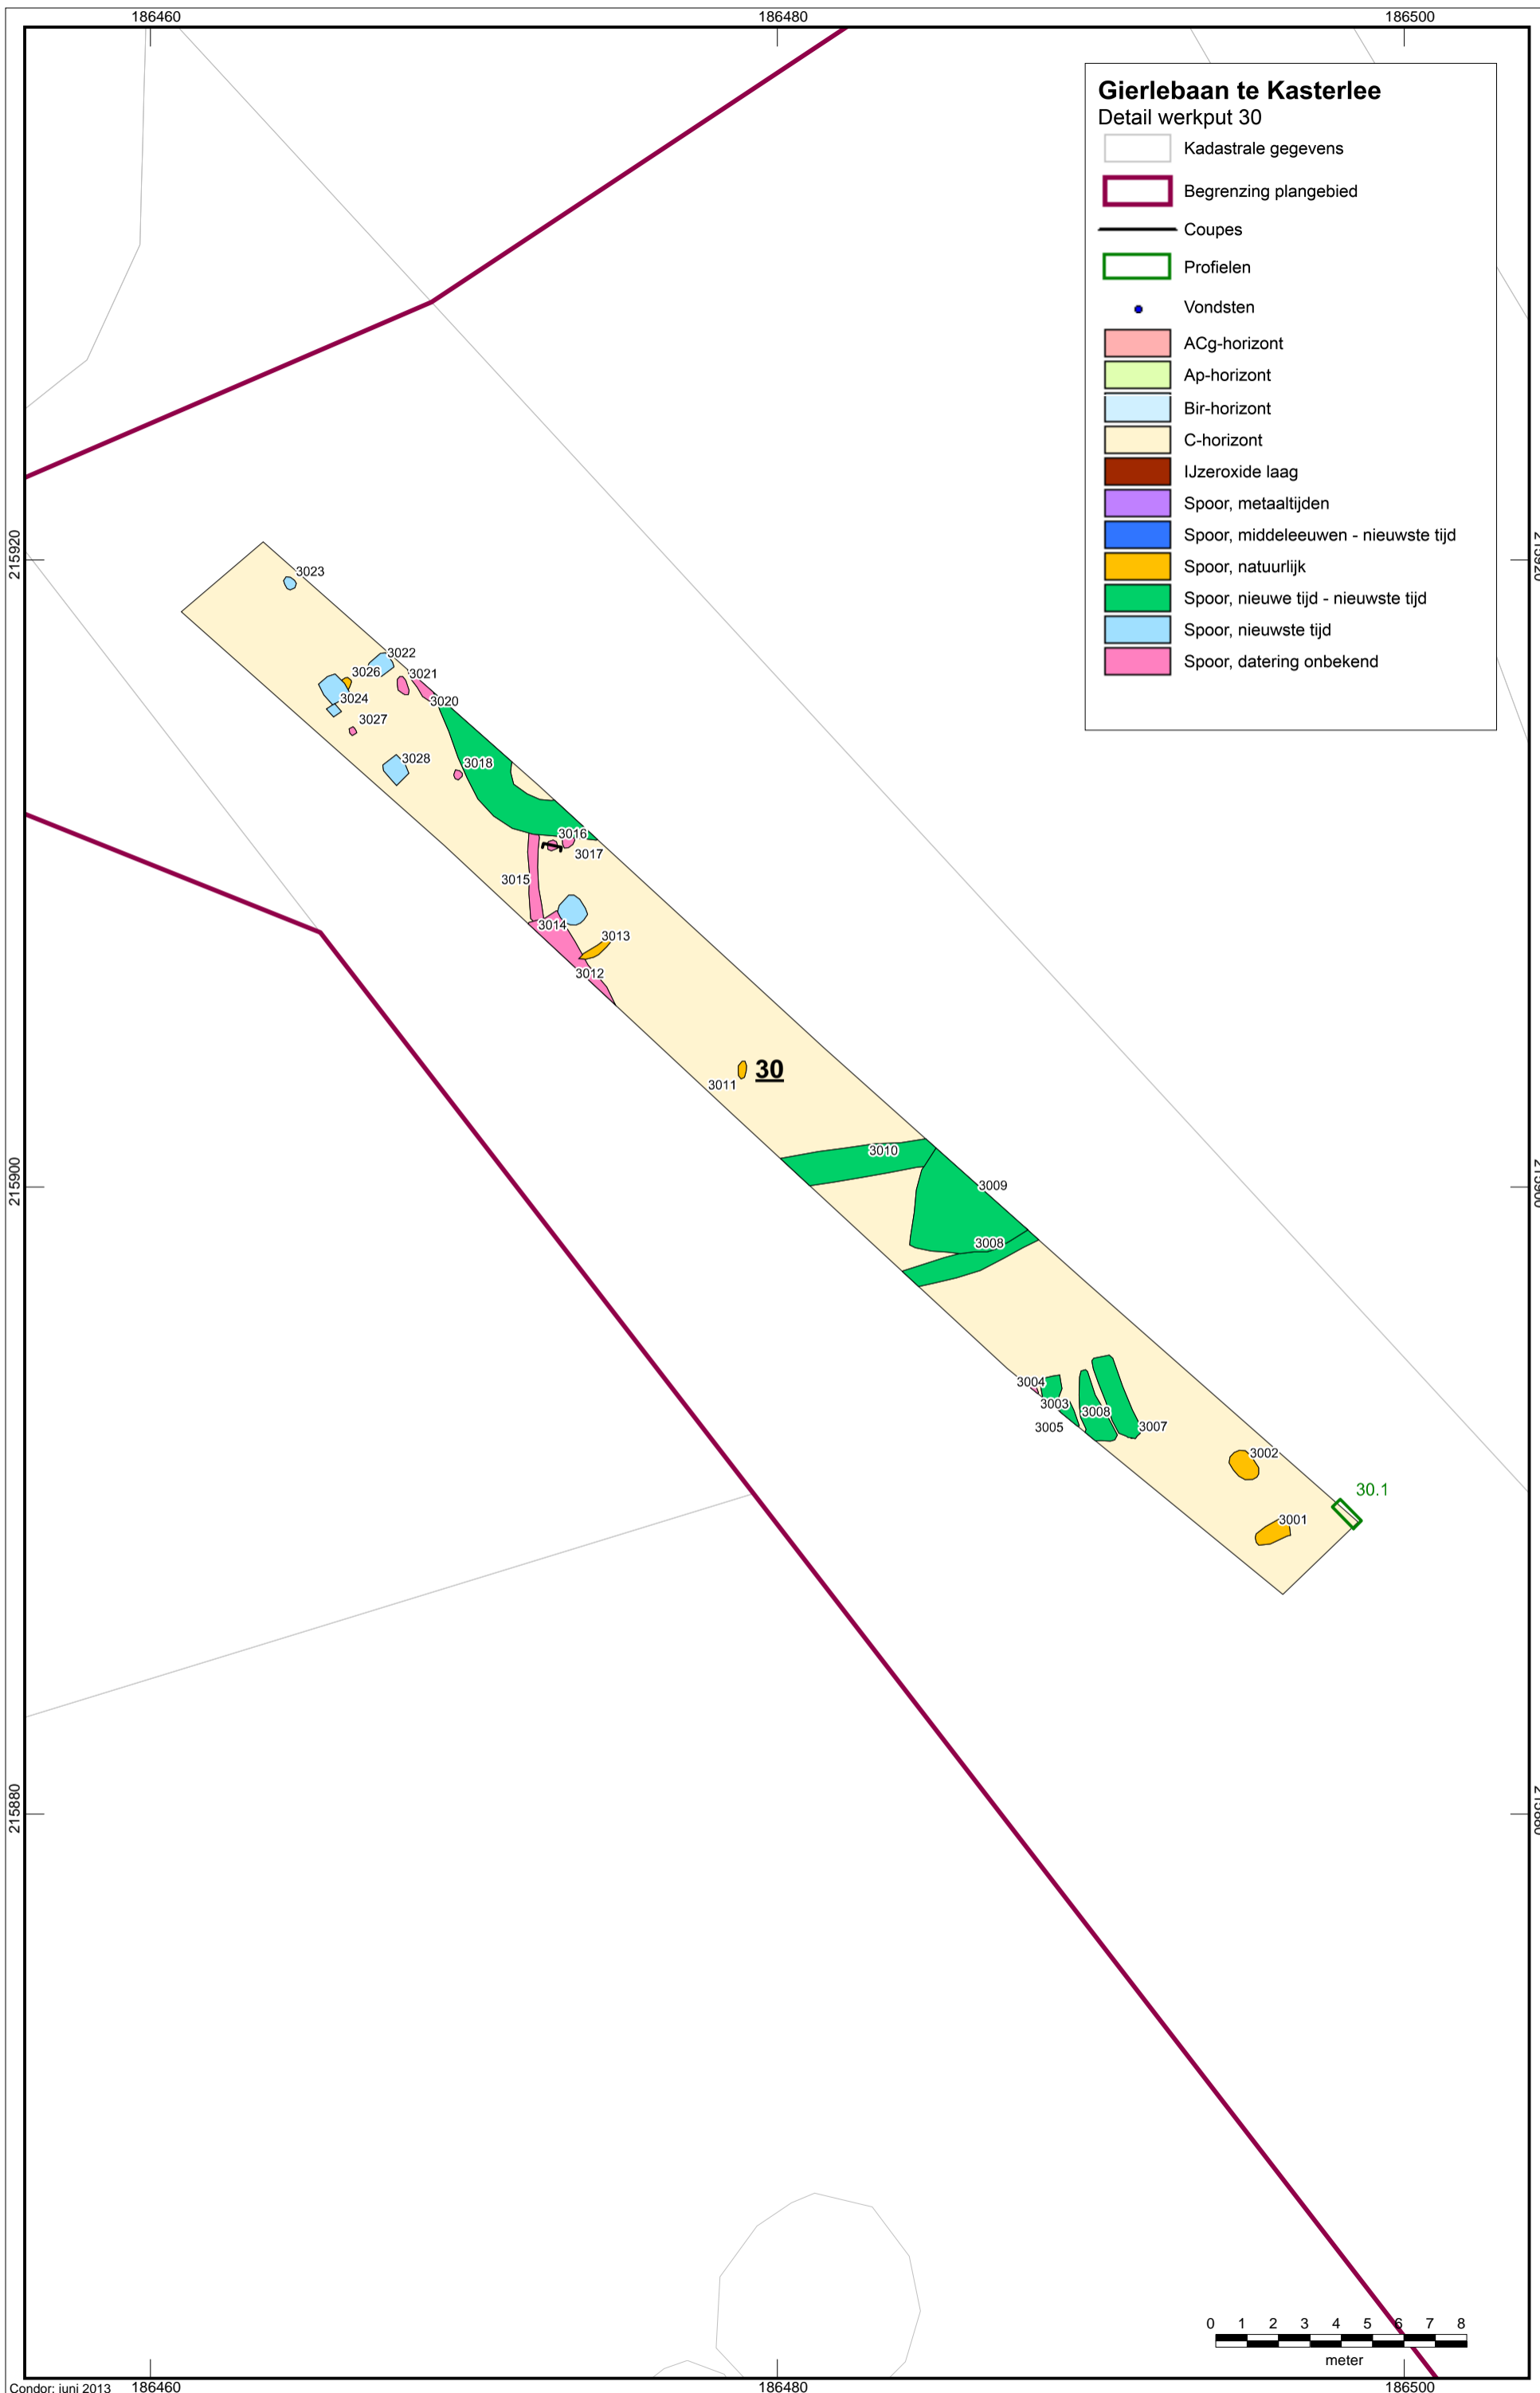 186460
186480
186500
Gierlebaan te Kasterlee
Detail werkput 30
Kadastrale gegevens
Begrenzing plangebied
Coupes
Profielen
Vondsten
ACg-horizont
Ap-horizont
Bir-horizont
C-horizont
IJzeroxide laag
Spoor, metaaltijden
Spoor, middeleeuwen - nieuwste tijd
Spoor, natuurlijk
Spoor, nieuwe tijd - nieuwste tijd
Spoor, nieuwste tijd
Spoor, datering onbekend
215920
215920
3023
3022
3026
3021
3024
3020
3027
3028
3018
3016
3017
3015
3014
3013
3012
30
3011
3010
215900
215900
3009
3008
3004
3003
3008
3005
3007
3002
30.1
3001
215880
215880
0 1 2 3 4 5 6 7 8
meter
Condor: juni 2013
186460
186480
186500